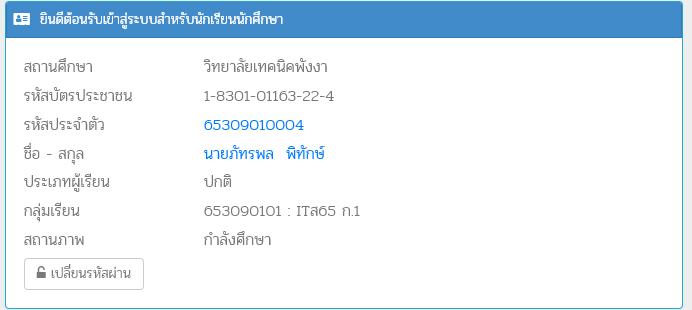 ยินดีต้อนรับเข้าสู่ระบบสำหรับนักเรียนนักศึกษา
สถานศึกษา วิทยาลัยเทคนิคพังงา
รหัสบัตรประชาชน 1-8301-01163-22-4
รหัสประจำตัว 65309010004
ชื่อ - สกุล นายภัทรพล พิทักษ์
ประเภทผู้เรียน ปกติ
กลุ่มเรียน 653090101 : ITส65 ก.1
สถานภาพ กำลังศึกษา
เปลี่ยนรหัสผ่าน